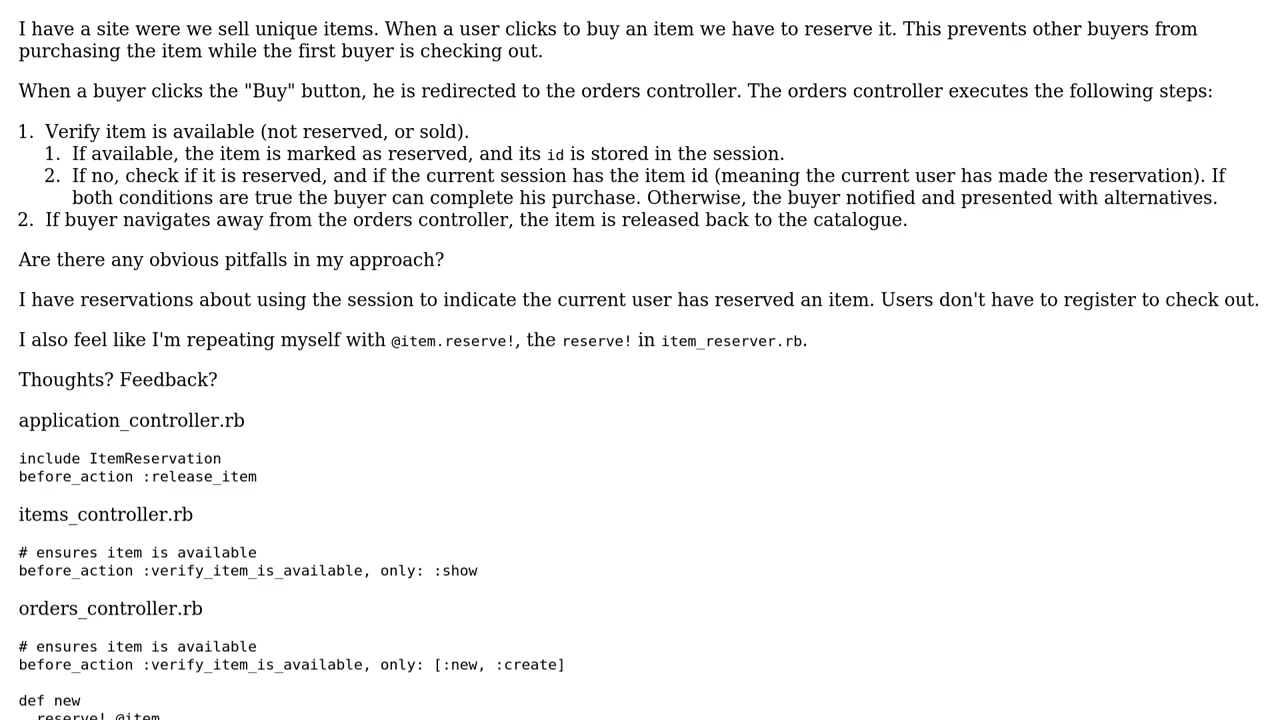 I have a site were we sell unique items. When a user clicks to buy an item we have to reserve it. This prevents other buyers from
purchasing the item while the first buyer is checking out.
When a buyer clicks the "Buy" button, he is redirected to the orders controller. The orders controller executes the following steps:
1. Verify item is available (not reserved, or sold).
1. If available, the item is marked as reserved, and its id is stored in the session.
2. If no, check if it is reserved, and if the current session has the item id (meaning the current user has made the reservation). If
both conditions are true the buyer can complete his purchase. Otherwise, the buyer notified and presented with alternatives.
2. If buyer navigates away from the orders controller, the item is released back to the catalogue.
Are there any obvious pitfalls in my approach?
I have reservations about using the session to indicate the current user has reserved an item. Users don't have to register to check out.
I also feel like I'm repeating myself with @item.reserve!, the reserve! in item_reserver.rb.
Thoughts? Feedback?
application_controller.rb
include ItemReservation
before_action :release_item
items_controller.rb
# ensures item is available
before_action :verify_item_is_available, only: :show
orders_controller.rb
# ensures item is available
before_action :verify_item_is_available, only: [:new, :create]
def new
reserve! @item